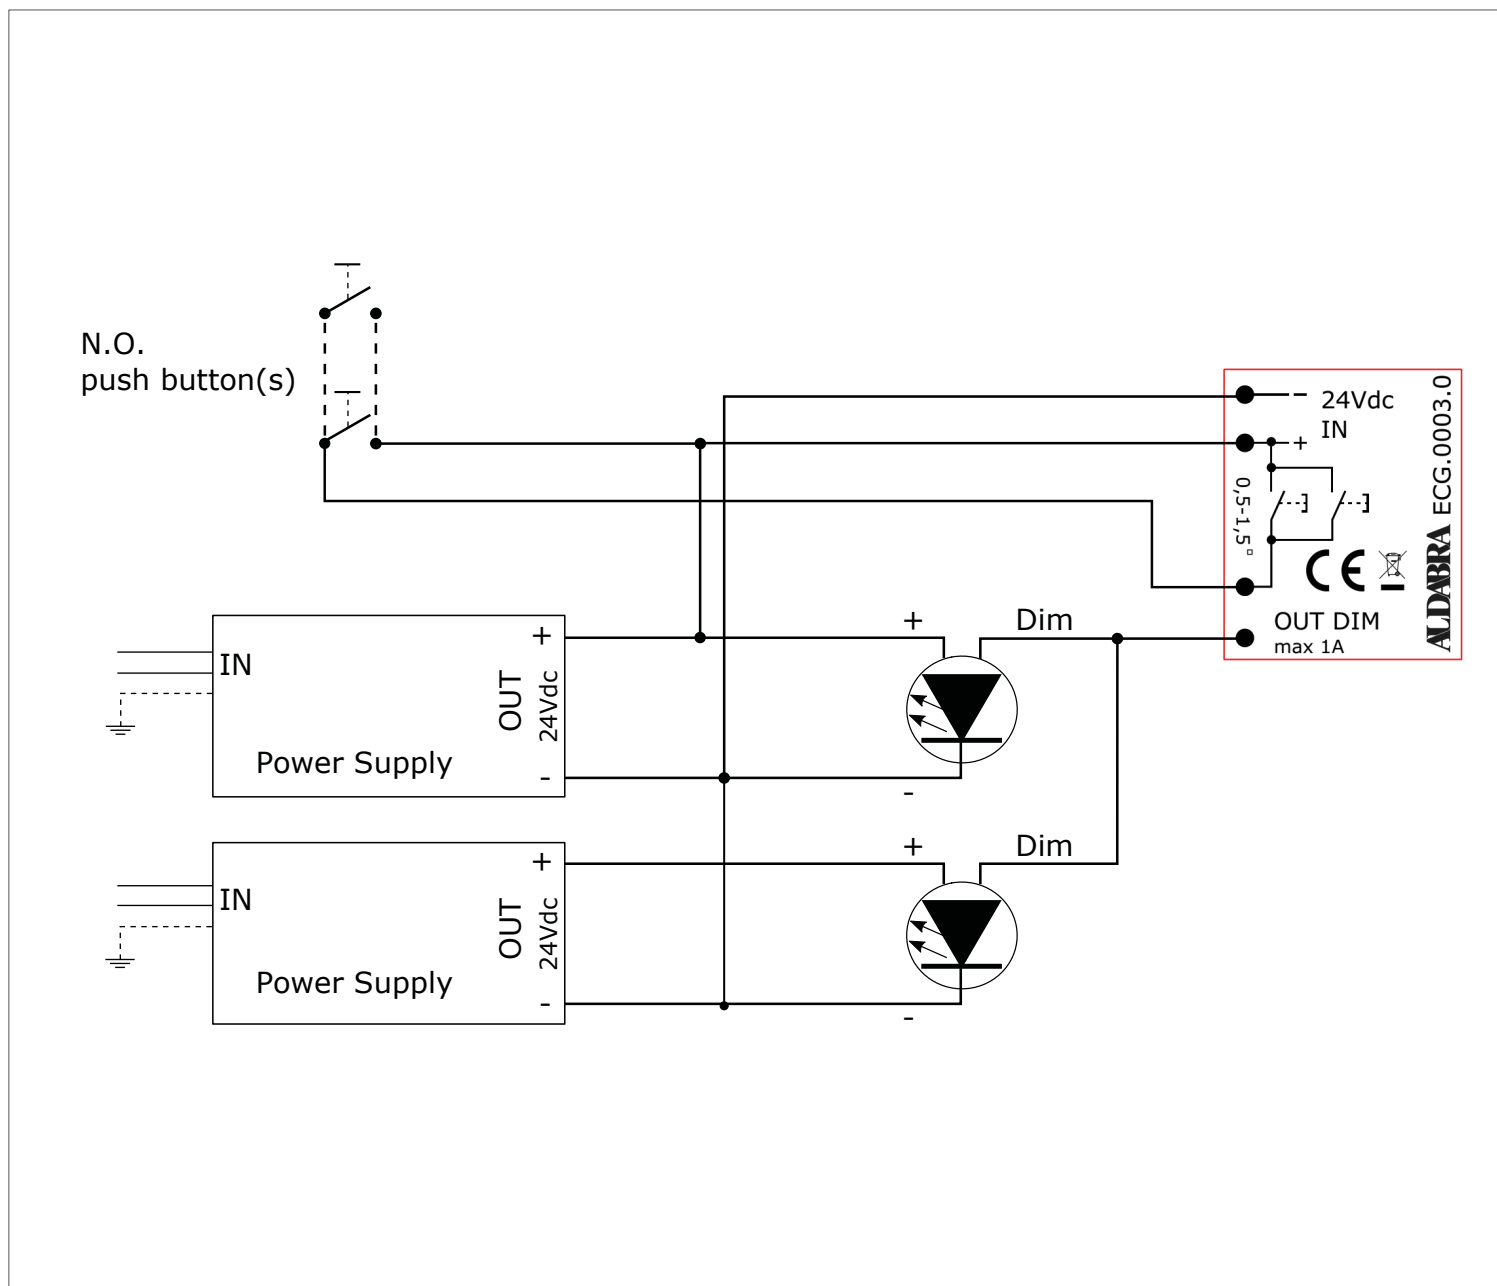 N.O.
push button(s)
- 24Vdc
+ IN
0,5-1,5▫
CE
OUT DIM
max 1A
ALDABRA ECG.0003.0
+ Dim
-
IN
+
OUT
24Vdc
-
Power Supply
+ Dim
-
IN
+
OUT
24Vdc
-
Power Supply